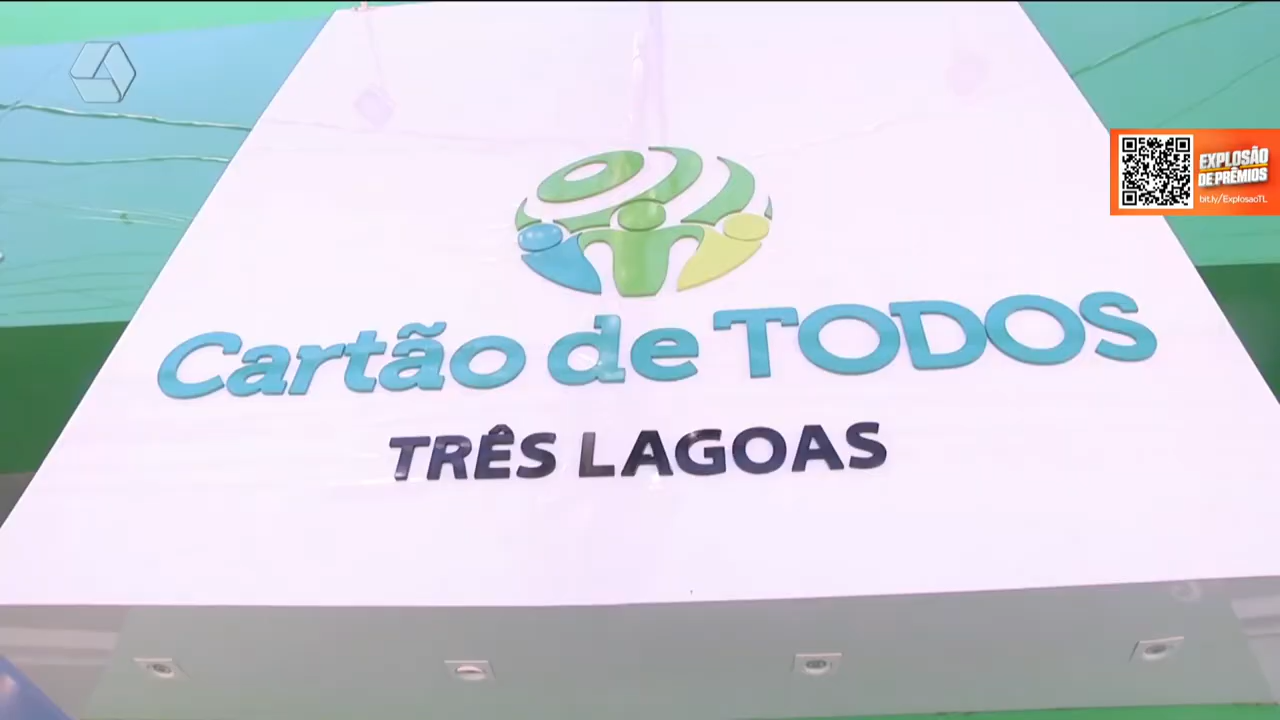 EXPLOSÃO
DE PRÊMIOS
bit.ly/ExplosaoTL
Cartão de TODOS
TRÊS LAGOAS